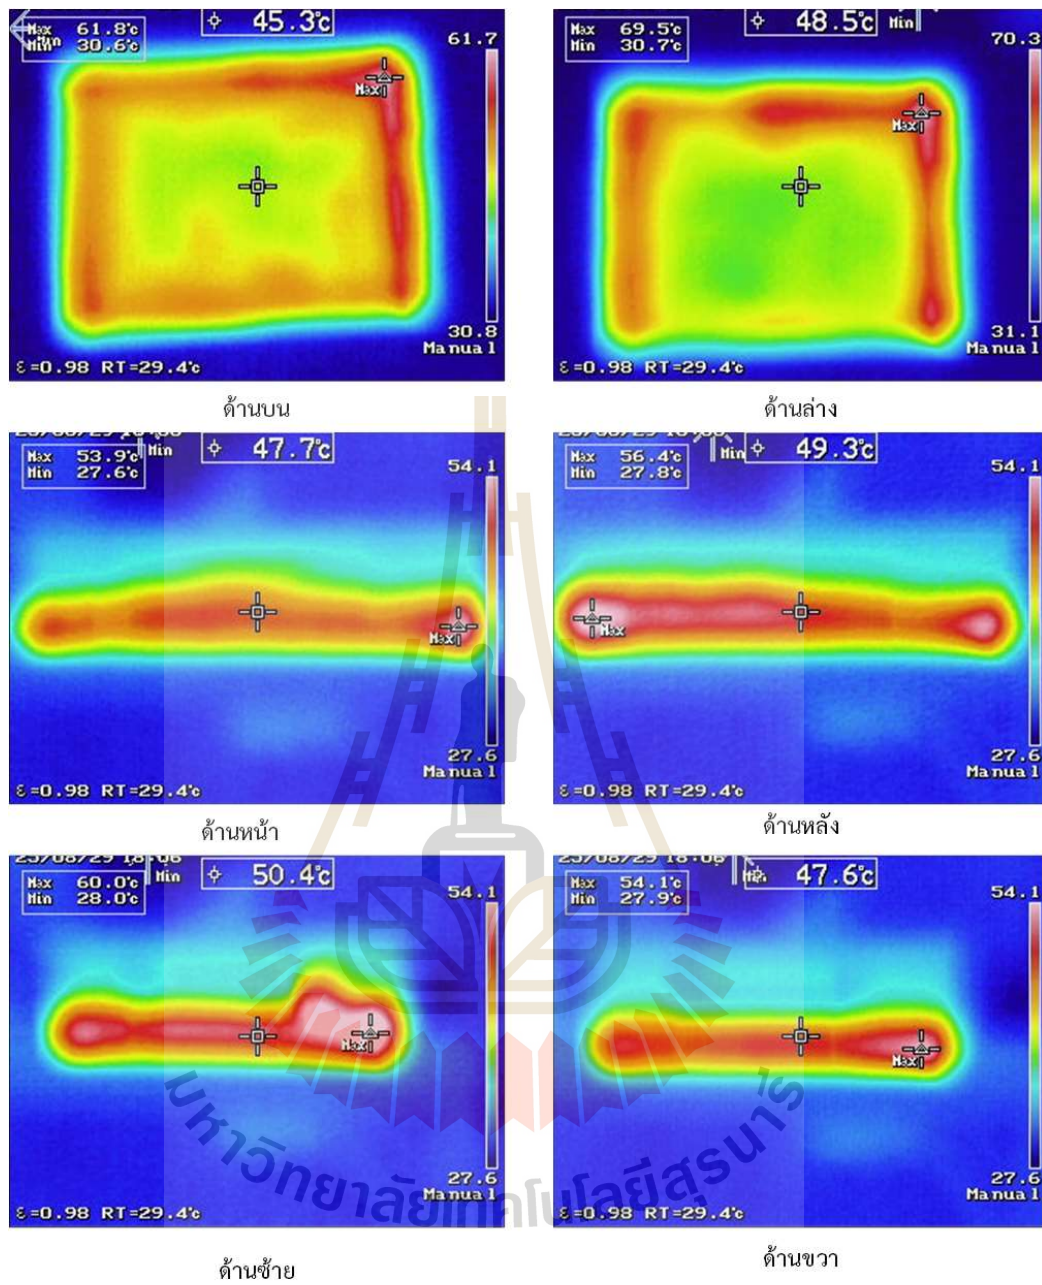 Max 61.8℃
Min 30.6℃
45.3℃
Min
61.7
Max
30.8
Manual
ε=0.98 RT=29.4℃
ด้านบน
Max 69.5℃
Min 30.7℃
48.5℃
Min
70.3
Max
31.1
Manual
ε=0.98 RT=29.4℃
ด้านล่าง
Max 53.9℃
Min 27.6℃
Min
47.7℃
54.1
Max
27.6
Manual
ε=0.98 RT=29.4℃
ด้านหน้า
Max 56.4℃
Min 27.8℃
Min
49.3℃
54.1
Max
27.6
Manual
ε=0.98 RT=29.4℃
ด้านหลัง
Max 60.0℃
Min 28.0℃
Min
50.4℃
54.1
Max
27.6
Manual
ε=0.98 RT=29.4℃
ด้านซ้าย
25/08/29 18:06
Max 54.1℃
Min 27.9℃
47.6℃
54.1
Max
27.6
Manual
ε=0.98 RT=29.4℃
ด้านขวา
มหาวิทยาลัยเทคโนโลยีสุรนารี